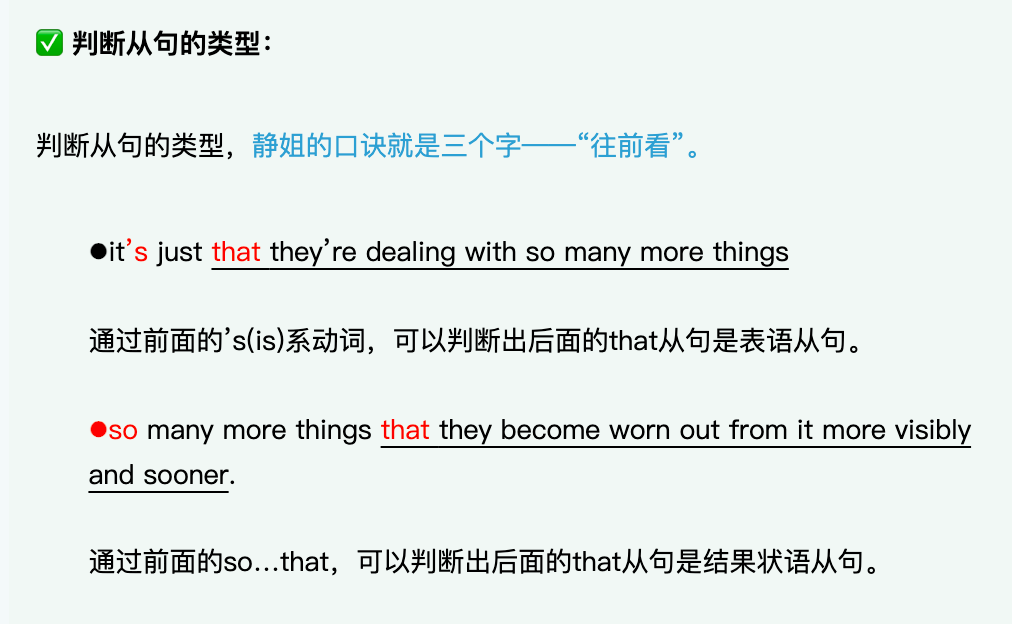 ✅ 判断从句的类型：
判断从句的类型，静姐的口诀就是三个字——“往前看”。
●it’s just that they’re dealing with so many more things
通过前面的’s(is)系动词，可以判断出后面的that从句是表语从句。
●so many more things that they become worn out from it more visibly
and sooner.
通过前面的so…that，可以判断出后面的that从句是结果状语从句。